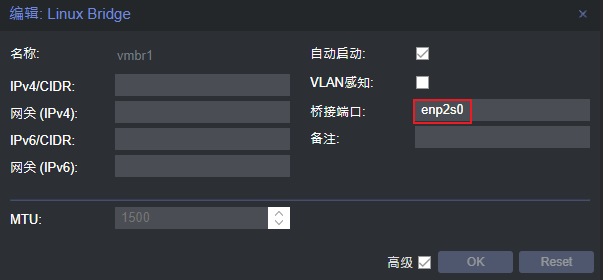 编辑: Linux Bridge
名称: vmbr1
自动启动:
IPv4/CIDR:
VLAN感知:
网关 (IPv4):
桥接端口: enp2s0
IPv6/CIDR:
备注:
网关 (IPv6):
MTU: 1500
高级 OK Reset